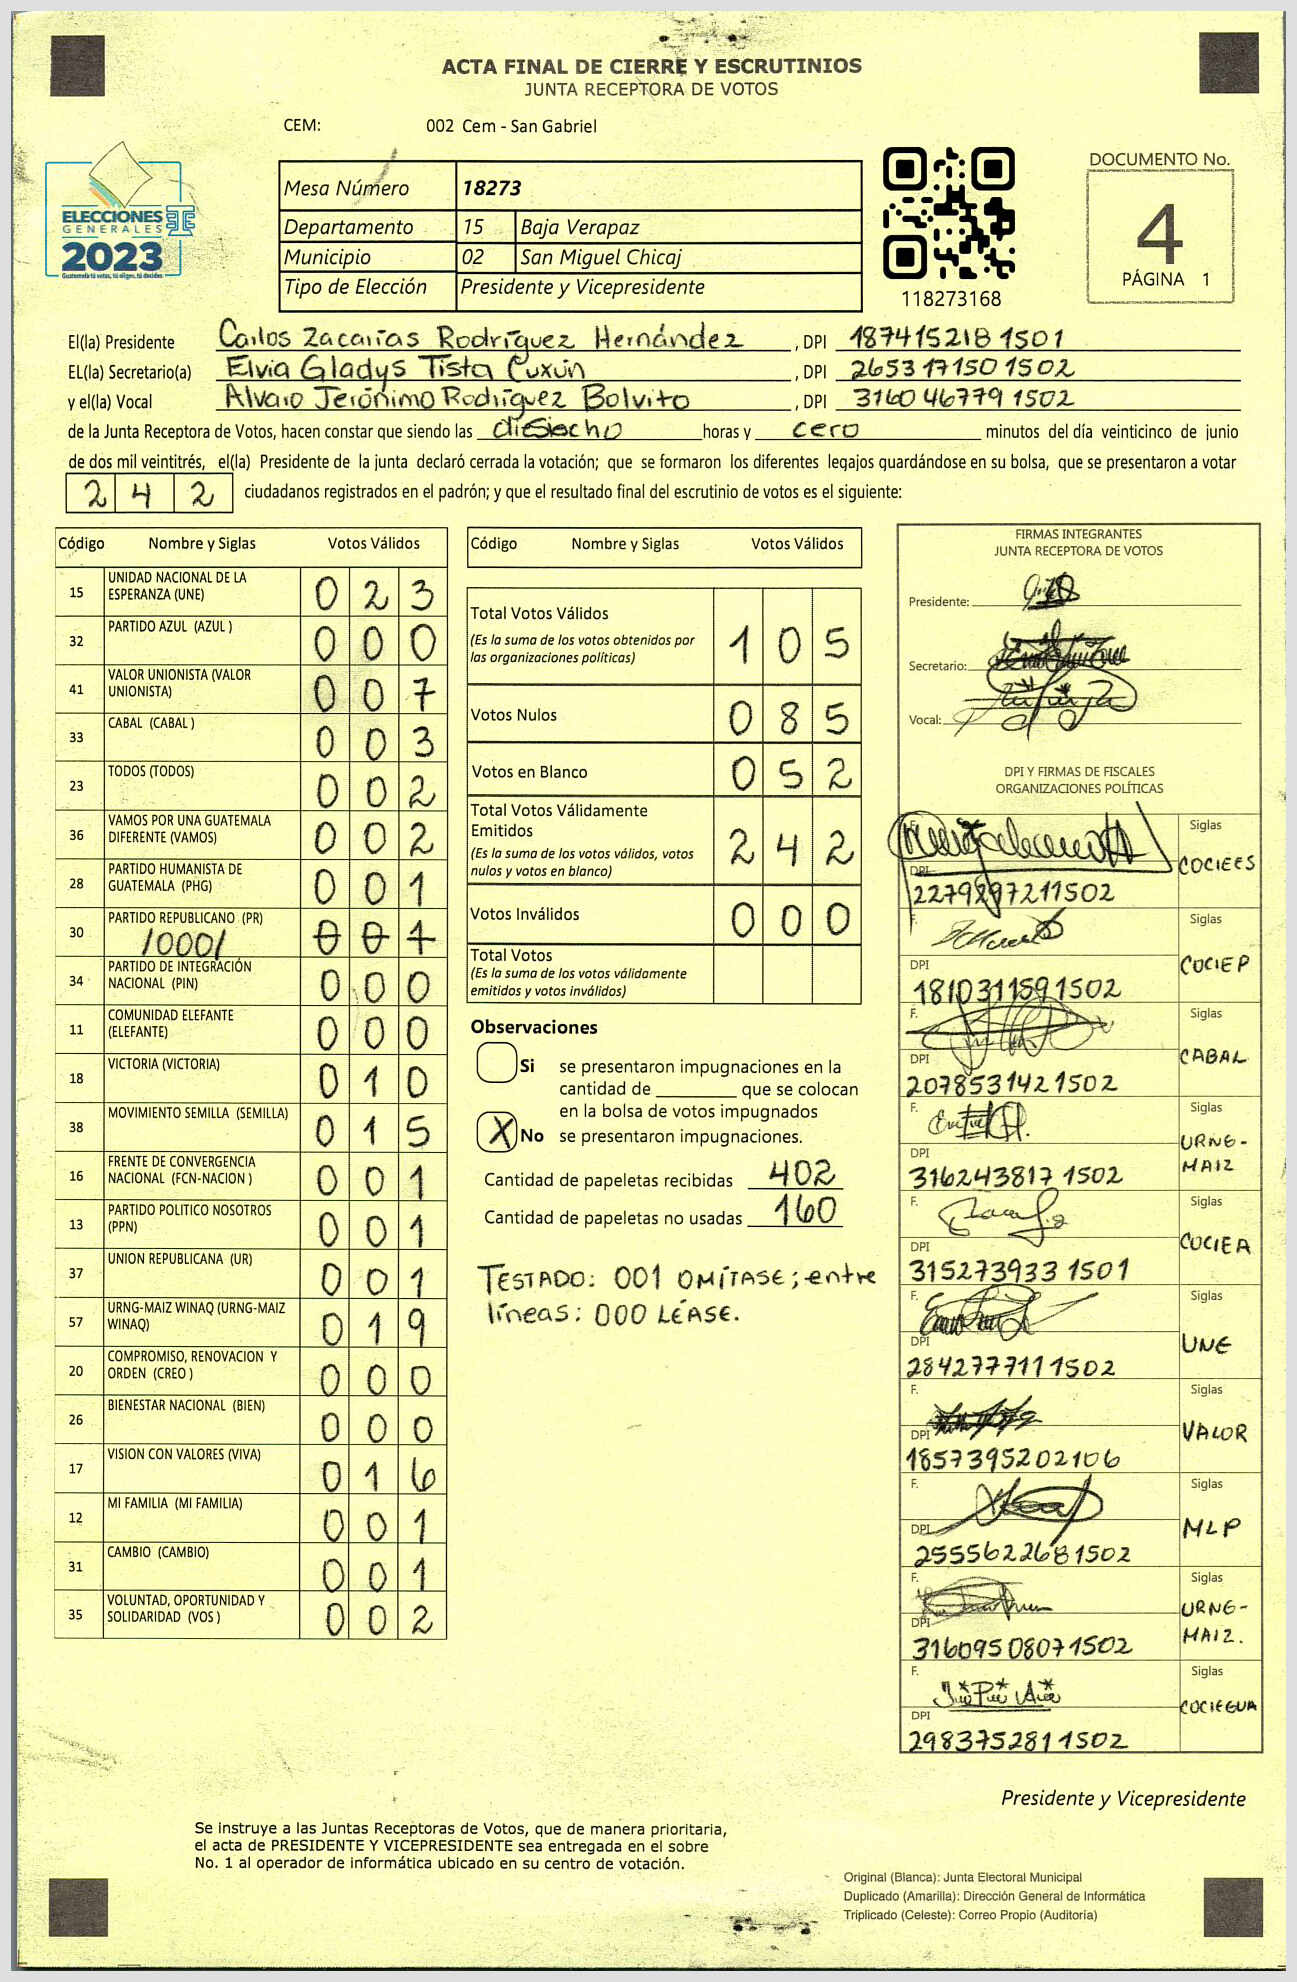 ACTA FINAL DE CIERRE Y ESCRUTINIOS
JUNTA RECEPTORA DE VOTOS
CEM: 002 Cem - San Gabriel
ELECCIONES
GENERALES
2023
Guatemala tú votas, tú eliges, tú decides
Mesa Número 18273
Departamento 15 Baja Verapaz
Municipio 02 San Miguel Chicaj
Tipo de Elección Presidente y Vicepresidente
118273168
DOCUMENTO No.
4
PÁGINA 1
El(la) Presidente Carlos Zacarías Rodríguez Hernández, DPI 187415218 1501
EL(la) Secretario(a) Elvia Gladys Tista Cuxún, DPI 265317150 1502
y el(la) Vocal Alvaro Jerónimo Rodríguez Bolvito, DPI 316046779 1502
de la Junta Receptora de Votos, hacen constar que siendo las diesiocho horas y cero minutos del día veinticinco de junio
de dos mil veintitrés, el(la) Presidente de la junta declaró cerrada la votación; que se formaron los diferentes legajos guardándose en su bolsa, que se presentaron a votar
2 4 2 ciudadanos registrados en el padrón; y que el resultado final del escrutinio de votos es el siguiente:
Código Nombre y Siglas Votos Válidos
15 UNIDAD NACIONAL DE LA ESPERANZA (UNE) 0 2 3
32 PARTIDO AZUL (AZUL ) 0 0 0
41 VALOR UNIONISTA (VALOR UNIONISTA) 0 0 7
33 CABAL (CABAL ) 0 0 3
23 TODOS (TODOS) 0 0 2
36 VAMOS POR UNA GUATEMALA DIFERENTE (VAMOS) 0 0 2
28 PARTIDO HUMANISTA DE GUATEMALA (PHG) 0 0 1
30 PARTIDO REPUBLICANO (PR) /000/ 0 0 1
34 PARTIDO DE INTEGRACIÓN NACIONAL (PIN) 0 0 0
11 COMUNIDAD ELEFANTE (ELEFANTE) 0 0 0
18 VICTORIA (VICTORIA) 0 1 0
38 MOVIMIENTO SEMILLA (SEMILLA) 0 1 5
16 FRENTE DE CONVERGENCIA NACIONAL (FCN-NACION ) 0 0 1
13 PARTIDO POLITICO NOSOTROS (PPN) 0 0 1
37 UNION REPUBLICANA (UR) 0 0 1
57 URNG-MAIZ WINAQ (URNG-MAIZ WINAQ) 0 1 9
20 COMPROMISO, RENOVACION Y ORDEN (CREO ) 0 0 0
26 BIENESTAR NACIONAL (BIEN) 0 0 0
17 VISION CON VALORES (VIVA) 0 1 6
12 MI FAMILIA (MI FAMILIA) 0 0 1
31 CAMBIO (CAMBIO) 0 0 1
35 VOLUNTAD, OPORTUNIDAD Y SOLIDARIDAD (VOS ) 0 0 2
Código Nombre y Siglas Votos Válidos
Total Votos Válidos 1 0 5
(Es la suma de los votos obtenidos por
las organizaciones políticas)
Votos Nulos 0 8 5
Votos en Blanco 0 5 2
Total Votos Válidamente
Emitidos 2 4 2
(Es la suma de los votos válidos, votos
nulos y votos en blanco)
Votos Inválidos 0 0 0
Total Votos
(Es la suma de los votos válidamente
emitidos y votos inválidos)
Observaciones
Si se presentaron impugnaciones en la
cantidad de ________ que se colocan
en la bolsa de votos impugnados
X No se presentaron impugnaciones.
Cantidad de papeletas recibidas 402
Cantidad de papeletas no usadas 160
TESTADO: 001 OMÍTASE; entre
líneas: 000 LÉASE.
FIRMAS INTEGRANTES
JUNTA RECEPTORA DE VOTOS
Presidente:
Secretario:
Vocal:
DPI Y FIRMAS DE FISCALES
ORGANIZACIONES POLÍTICAS
F. Siglas
COCIEES
DPI 2279297211502
F. Siglas
COCIEP
DPI 1810311591502
F. Siglas
CABAL
DPI 2078531421502
F. Siglas
URNG-
MAIZ
DPI 316243817 1502
F. Siglas
COCIEA
DPI 315273933 1501
F. Siglas
UNE
DPI 2842777111502
F. Siglas
VALOR
DPI 1857395202106
F. Siglas
MLP
DPI 2555622681502
F. Siglas
URNG-
MAIZ.
DPI 3160950807 1502
F. Siglas
COCIEGUA
DPI 2983752811502
Presidente y Vicepresidente
Se instruye a las Juntas Receptoras de Votos, que de manera prioritaria,
el acta de PRESIDENTE Y VICEPRESIDENTE sea entregada en el sobre
No. 1 al operador de informática ubicado en su centro de votación.
Original (Blanca): Junta Electoral Municipal
Duplicado (Amarilla): Dirección General de Informática
Triplicado (Celeste): Correo Propio (Auditoría)